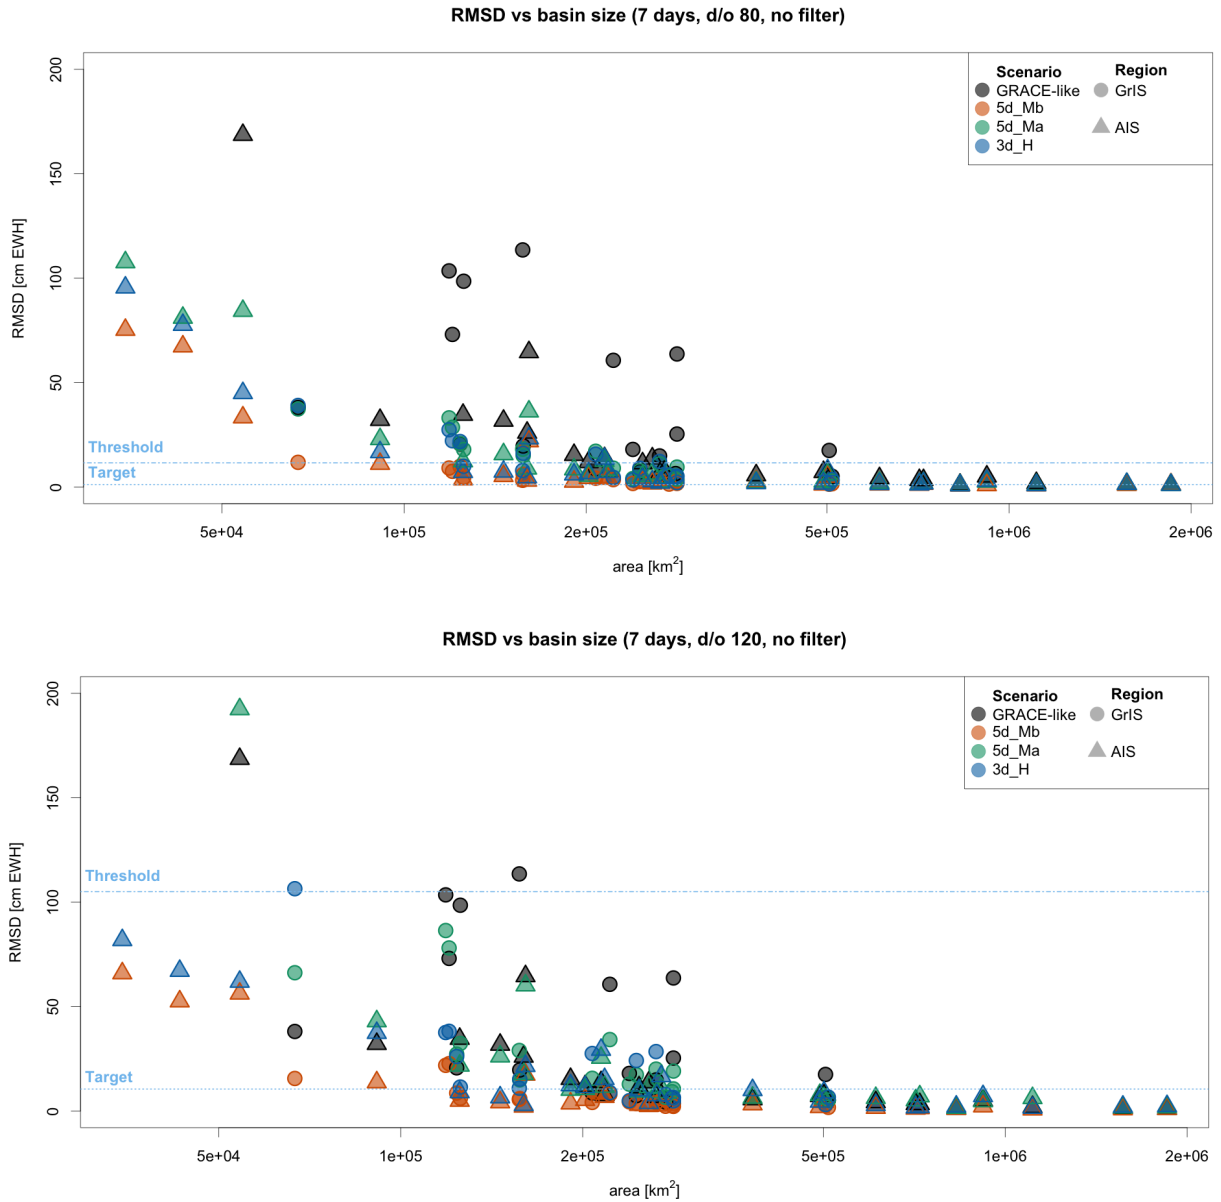 RMSD vs basin size (7 days, d/o 80, no filter)
RMSD [cm EWH]
200
150
100
50
0
Threshold
Target
Scenario
GRACE-like
5d_Mb
5d_Ma
3d_H
Region
GrIS
AIS
5e+04
1e+05
2e+05
5e+05
1e+06
2e+06
area [km²]
RMSD vs basin size (7 days, d/o 120, no filter)
RMSD [cm EWH]
200
150
100
50
0
Threshold
Target
Scenario
GRACE-like
5d_Mb
5d_Ma
3d_H
Region
GrIS
AIS
5e+04
1e+05
2e+05
5e+05
1e+06
2e+06
area [km²]